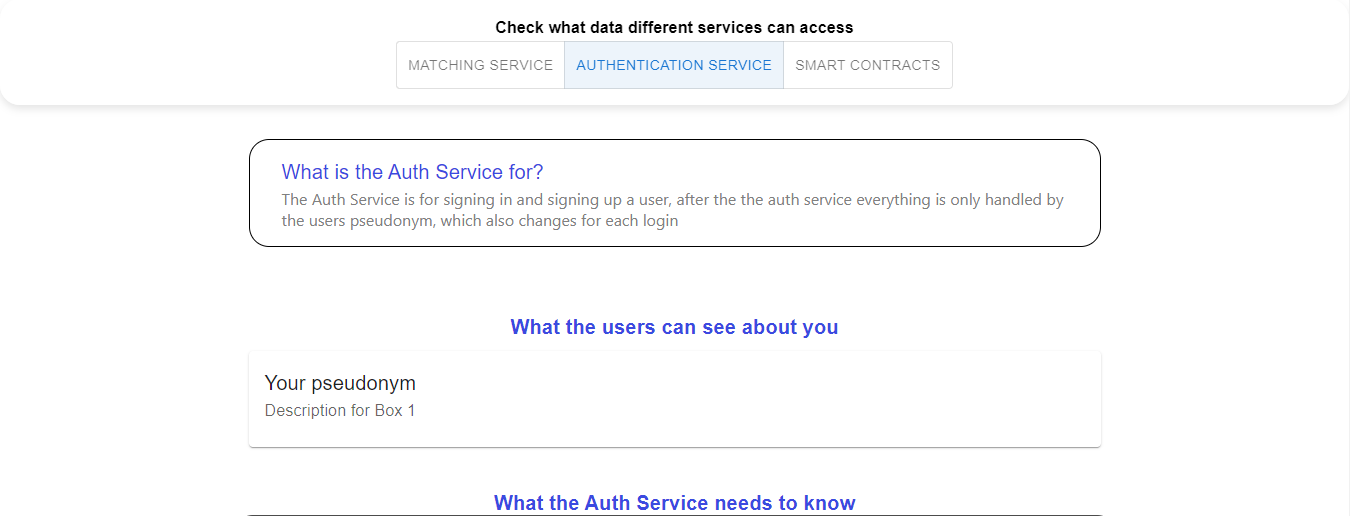 Check what data different services can access
MATCHING SERVICE AUTHENTICATION SERVICE SMART CONTRACTS
What is the Auth Service for?
The Auth Service is for signing in and signing up a user, after the the auth service everything is only handled by
the users pseudonym, which also changes for each login
What the users can see about you
Your pseudonym
Description for Box 1
What the Auth Service needs to know